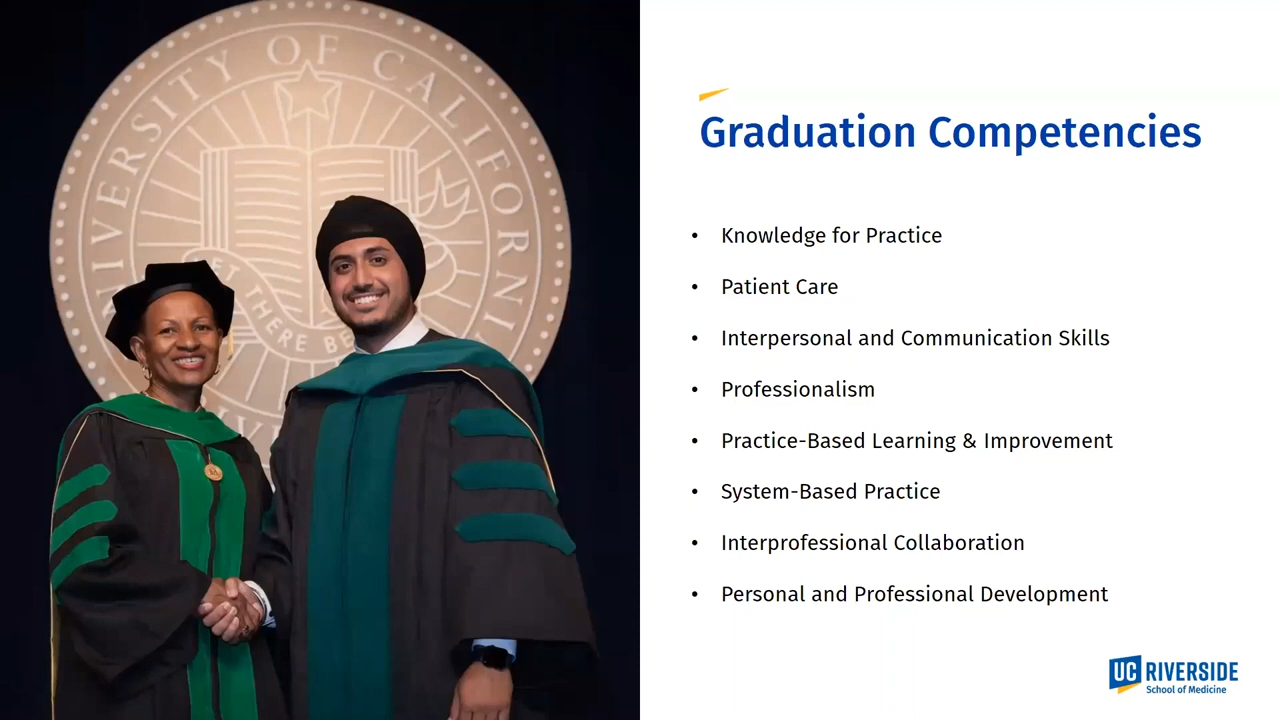 UNIVERSITY OF CALIFORNI
LET THERE BE
Graduation Competencies
• Knowledge for Practice
• Patient Care
• Interpersonal and Communication Skills
• Professionalism
• Practice-Based Learning & Improvement
• System-Based Practice
• Interprofessional Collaboration
• Personal and Professional Development
UC RIVERSIDE
School of Medicine